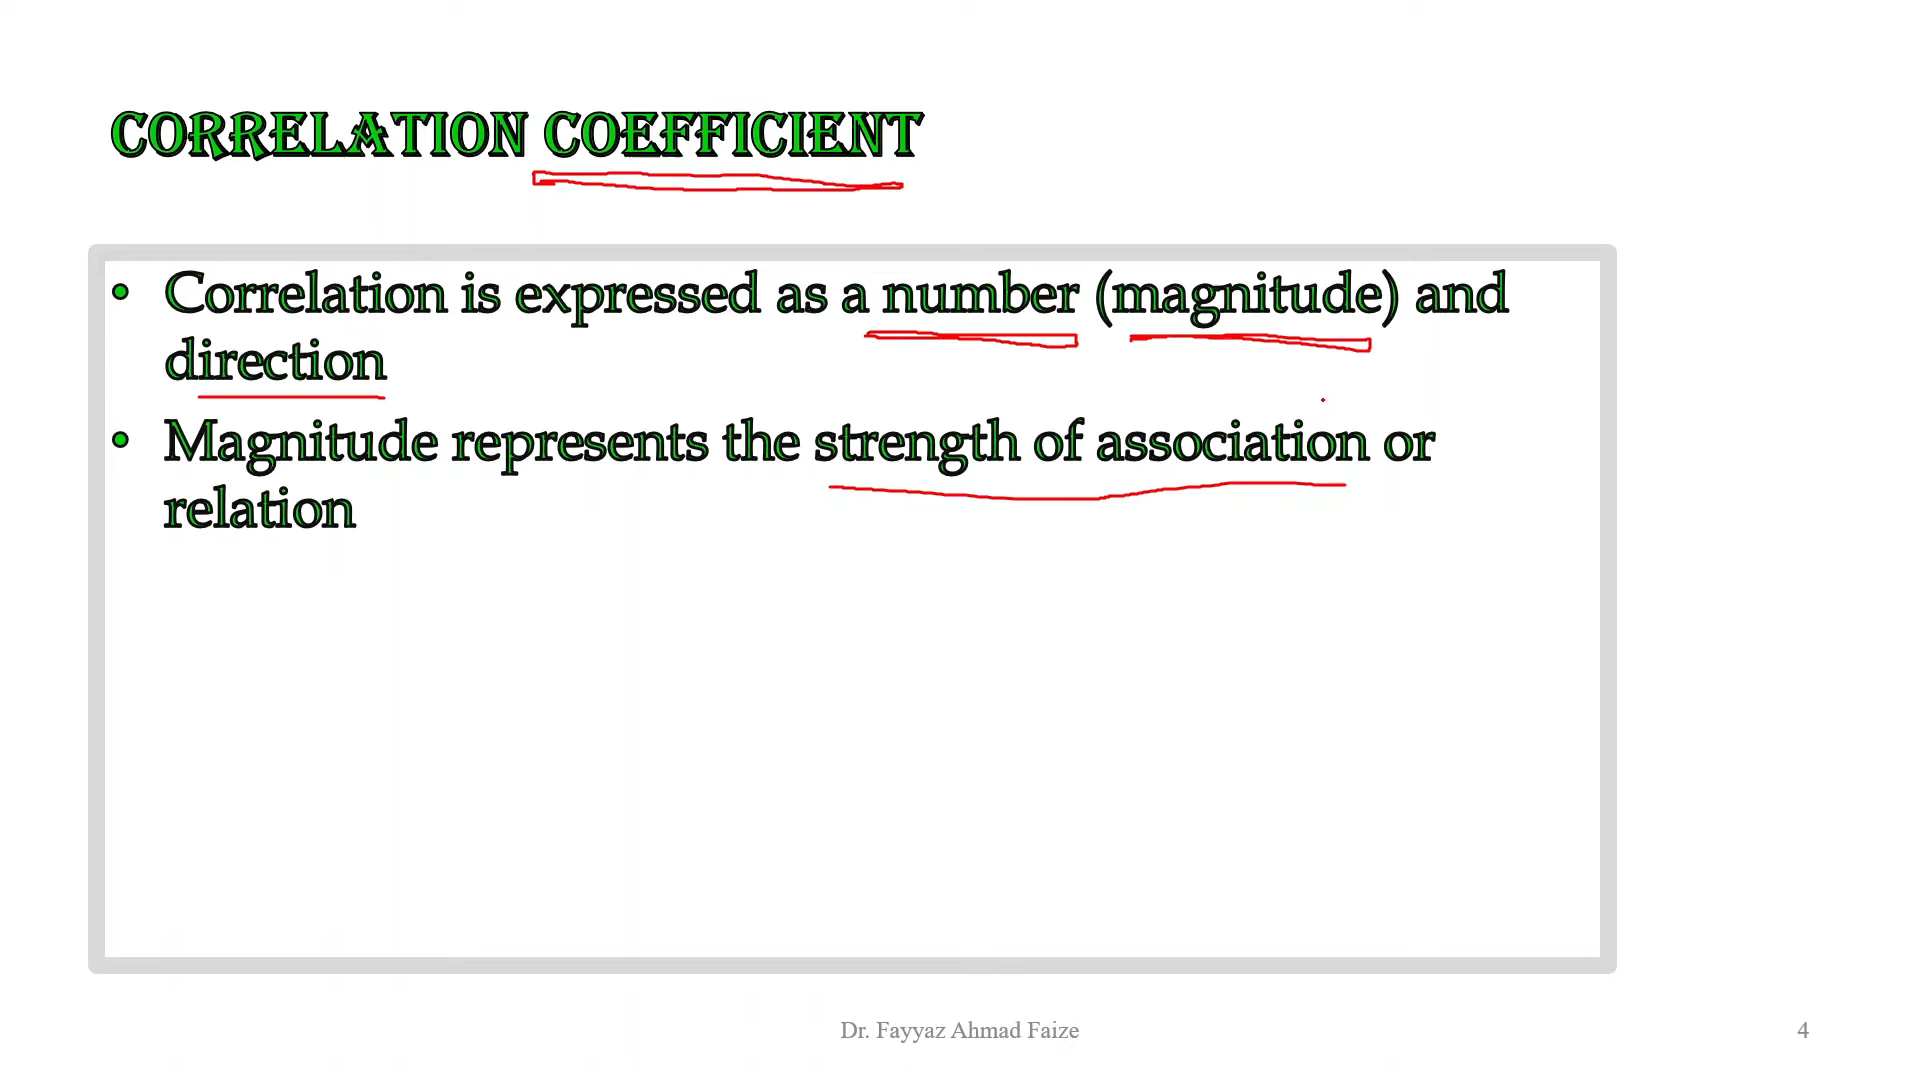 CORRELATION COEFFICIENT
• Correlation is expressed as a number (magnitude) and
direction
• Magnitude represents the strength of association or
relation
Dr. Fayyaz Ahmad Faize
4